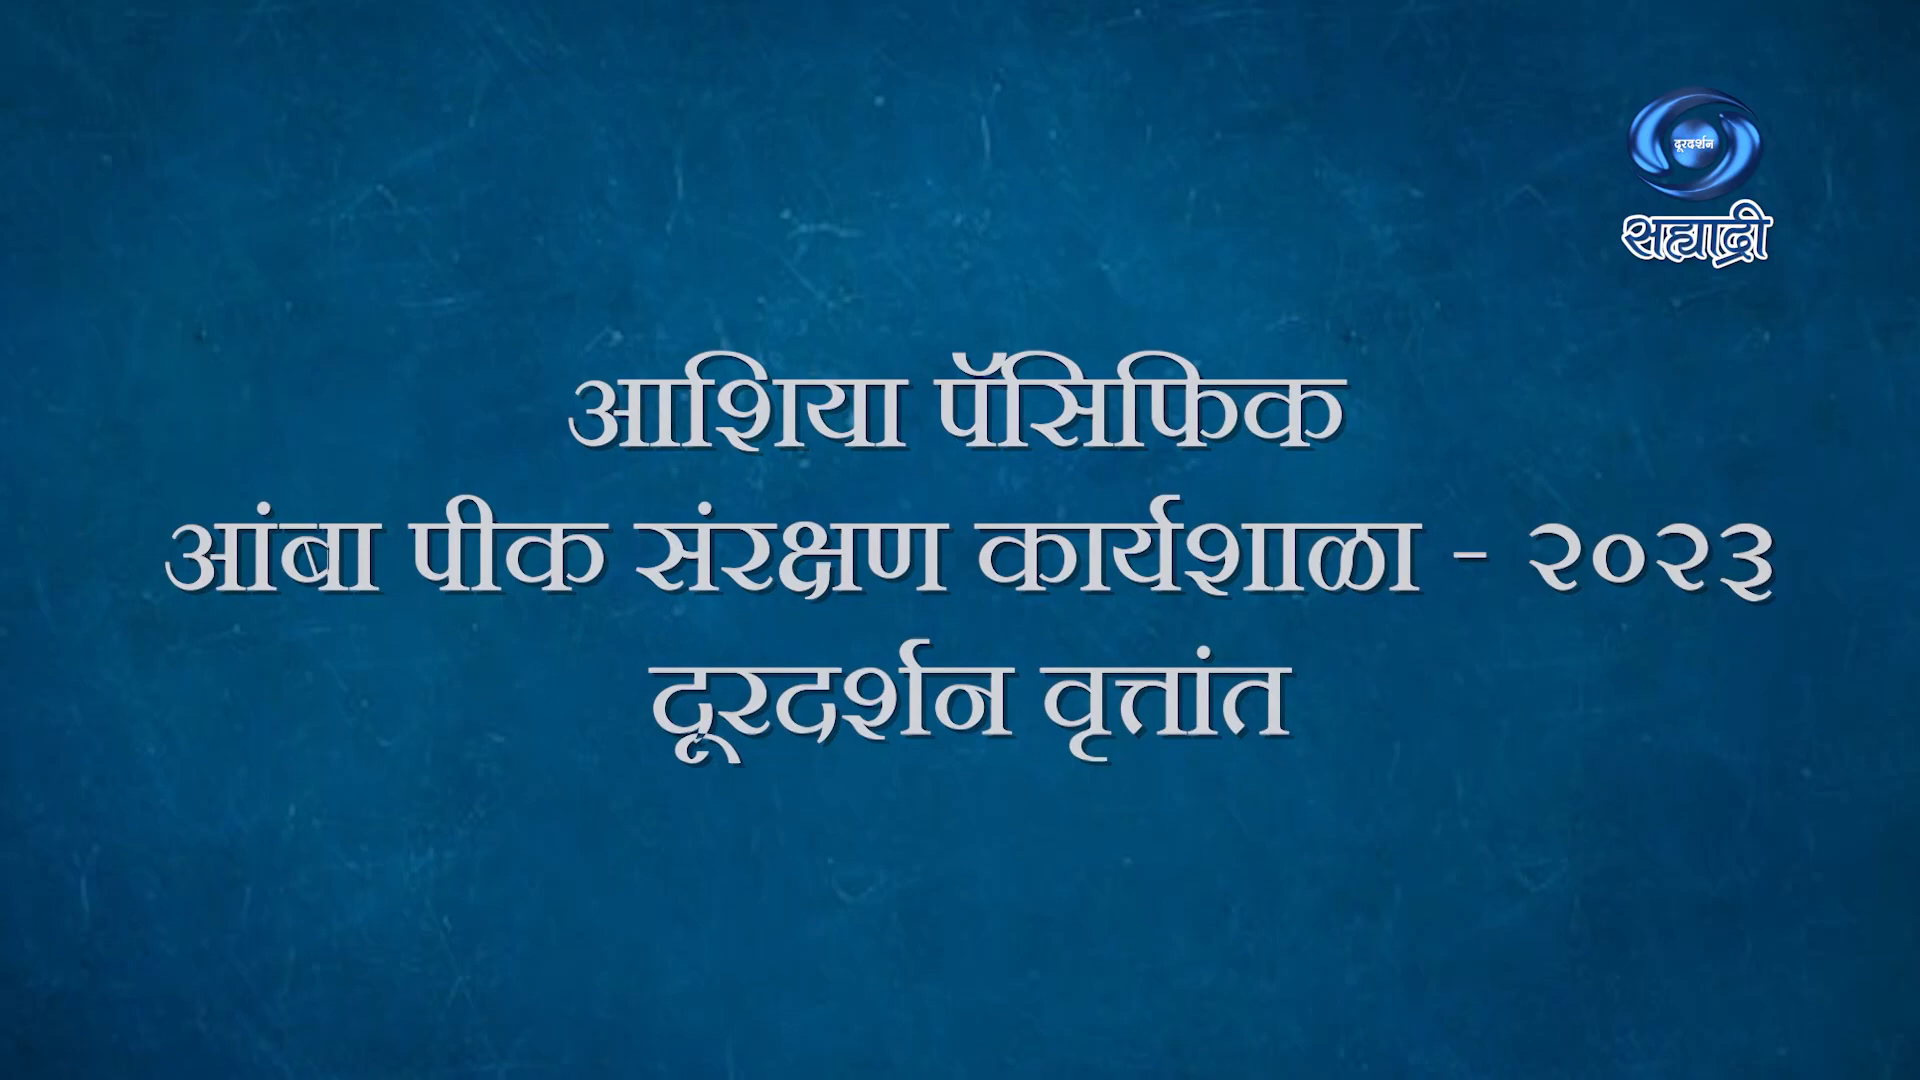 दूरदर्शन
सह्याद्री
आशिया पॅसिफिक
आंबा पीक संरक्षण कार्यशाळा - २०२३
दूरदर्शन वृत्तांत